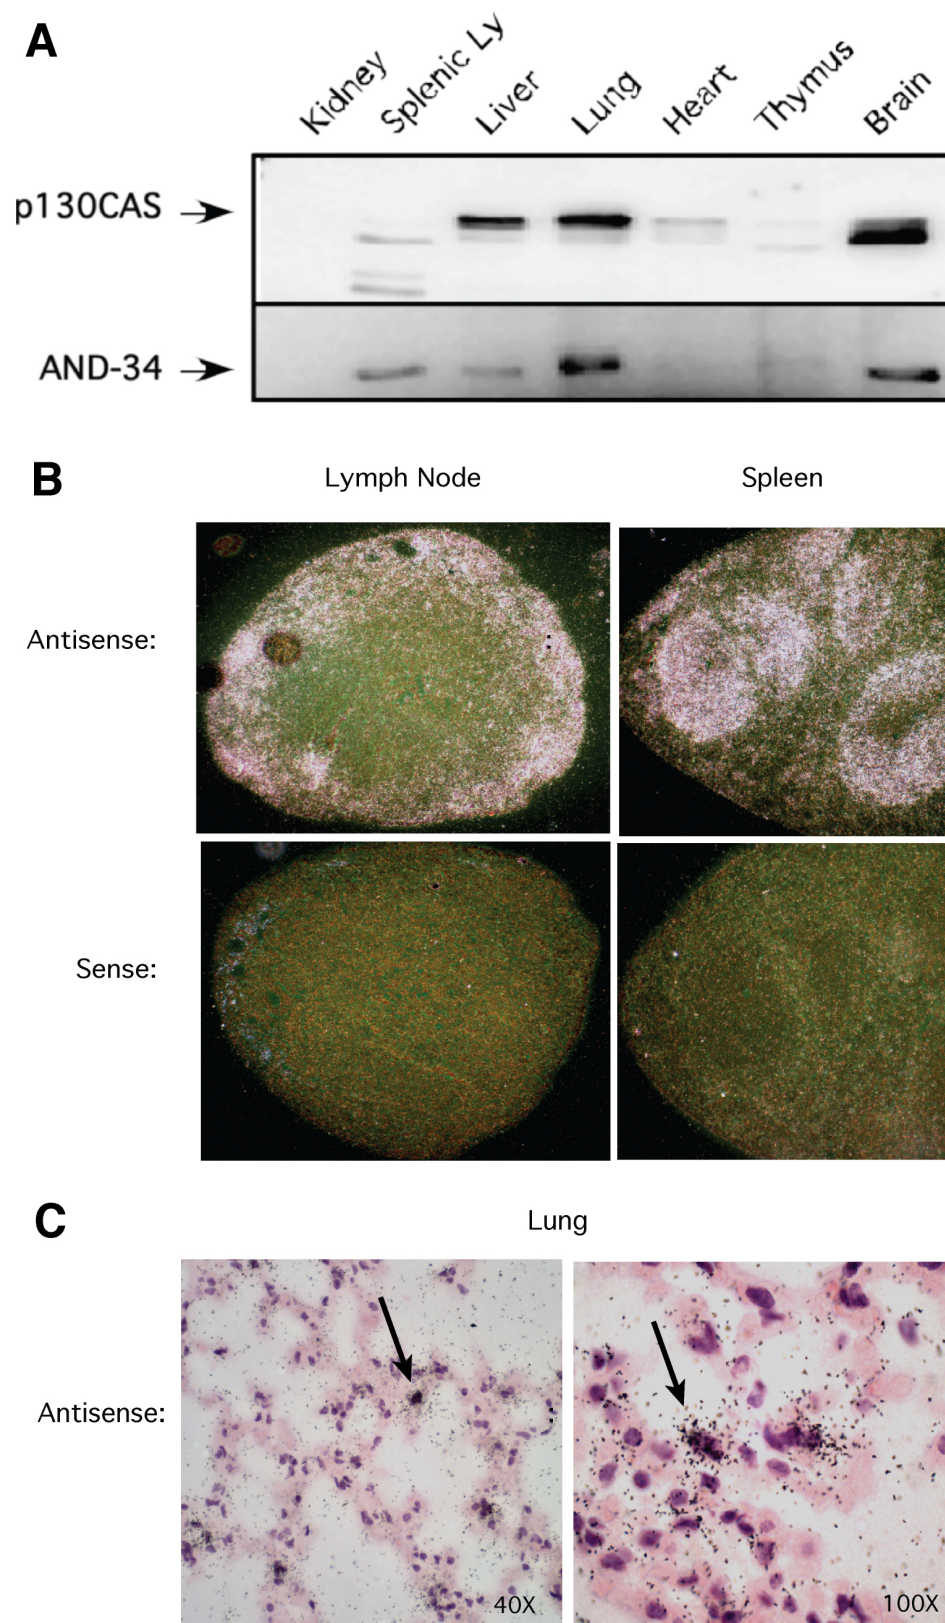 A
Kidney
Splenic Ly
Liver
Lung
Heart
Thymus
Brain
p130CAS
AND-34
B
Lymph Node
Spleen
Antisense:
Sense:
C
Lung
Antisense:
40X
100X